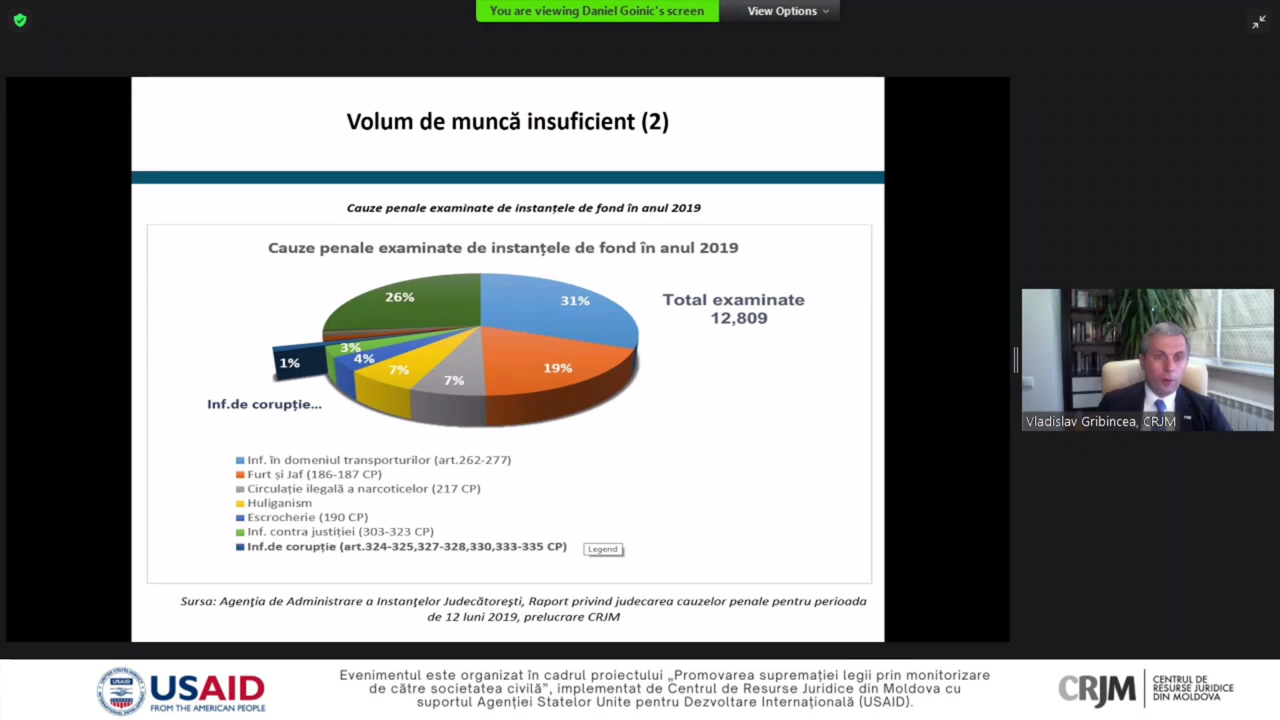 You are viewing Daniel Goinic's screen
View Options
Volum de muncă insuficient (2)
Cauze penale examinate de instanțele de fond în anul 2019
Cauze penale examinate de instanțele de fond în anul 2019
26%
31%
Total examinate
12,809
3%
1%
4%
7%
7%
19%
Inf.de corupție...
Inf. în domeniul transporturilor (art.262-277)
Furt și Jaf (186-187 CP)
Circulație ilegală a narcoticelor (217 CP)
Huliganism
Escrocherie (190 CP)
Inf. contra justiției (303-323 CP)
Inf.de corupție (art.324-325,327-328,330,333-335 CP)
Legend
Sursa: Agenția de Administrare a Instanțelor Judecătorești, Raport privind judecarea cauzelor penale pentru perioada
de 12 luni 2019, prelucrare CRJM
Vladislav Gribincea, CRJM
USAID
USAID
FROM THE AMERICAN PEOPLE
Evenimentul este organizat în cadrul proiectului „Promovarea supremației legii prin monitorizare
de către societatea civilă”, implementat de Centrul de Resurse Juridice din Moldova cu
suportul Agenției Statelor Unite pentru Dezvoltare Internațională (USAID).
CRJM
CENTRUL DE
RESURSE JURIDICE
DIN MOLDOVA